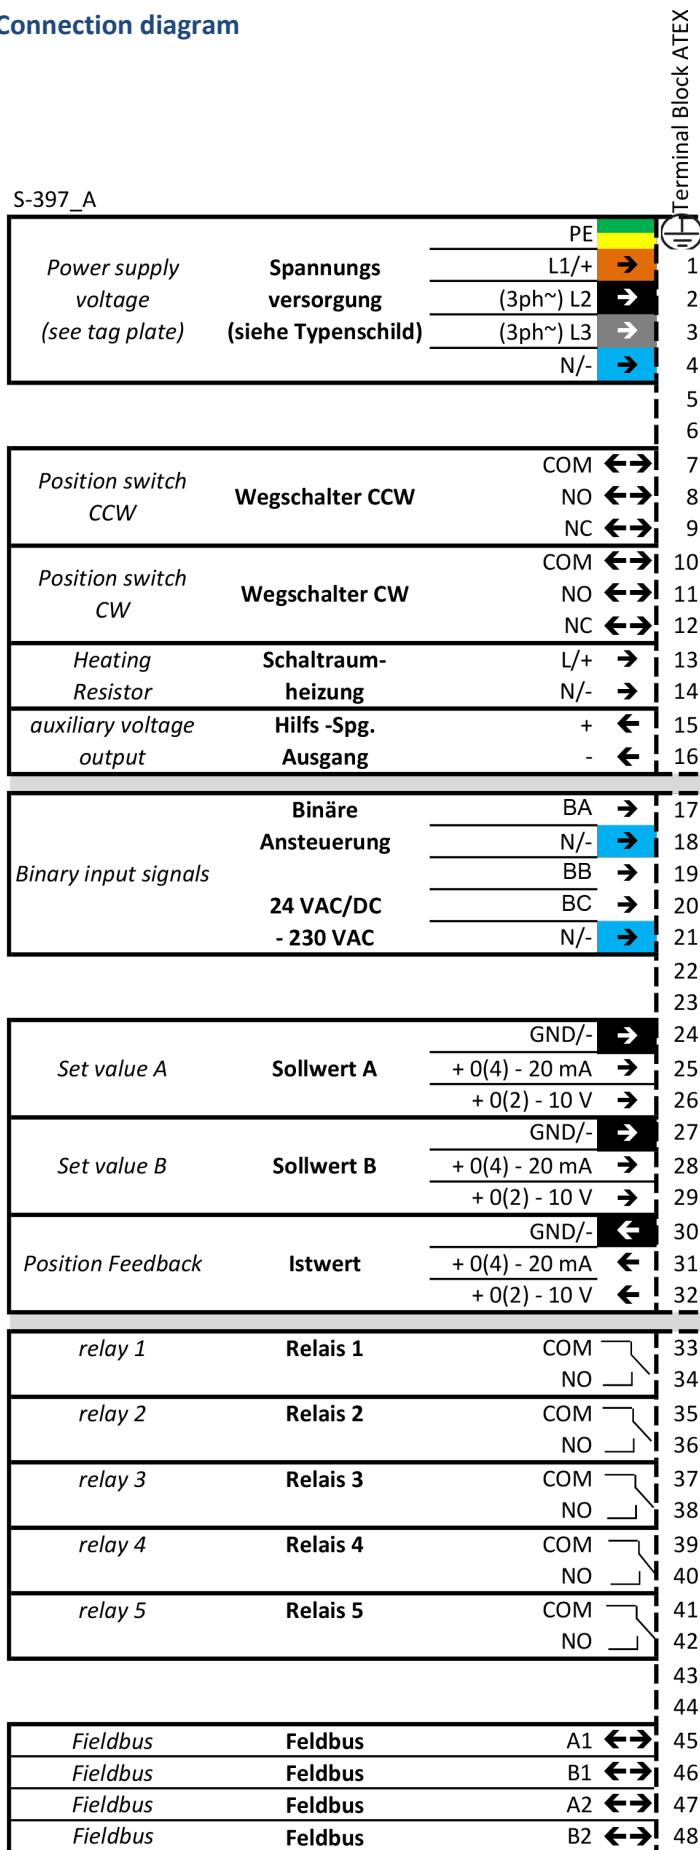 Connection diagram
Terminal Block ATEX
S-397_A
PE
Power supply Spannungs L1/+ 1
voltage versorgung (3ph~) L2 2
(see tag plate) (siehe Typenschild) (3ph~) L3 3
N/- 4
5
6
COM 7
Position switch
CCW
Wegschalter CCW NO 8
NC 9
COM 10
Position switch
CW
Wegschalter CW NO 11
NC 12
Heating Schaltraum- L/+ 13
Resistor heizung N/- 14
auxiliary voltage Hilfs -Spg. + 15
output Ausgang - 16
Binäre BA 17
Ansteuerung N/- 18
Binary input signals BB 19
24 VAC/DC BC 20
- 230 VAC N/- 21
22
23
GND/- 24
Set value A Sollwert A + 0(4) - 20 mA 25
+ 0(2) - 10 V 26
GND/- 27
Set value B Sollwert B + 0(4) - 20 mA 28
+ 0(2) - 10 V 29
GND/- 30
Position Feedback Istwert + 0(4) - 20 mA 31
+ 0(2) - 10 V 32
relay 1 Relais 1 COM 33
NO 34
relay 2 Relais 2 COM 35
NO 36
relay 3 Relais 3 COM 37
NO 38
relay 4 Relais 4 COM 39
NO 40
relay 5 Relais 5 COM 41
NO 42
43
44
Fieldbus Feldbus A1 45
Fieldbus Feldbus B1 46
Fieldbus Feldbus A2 47
Fieldbus Feldbus B2 48